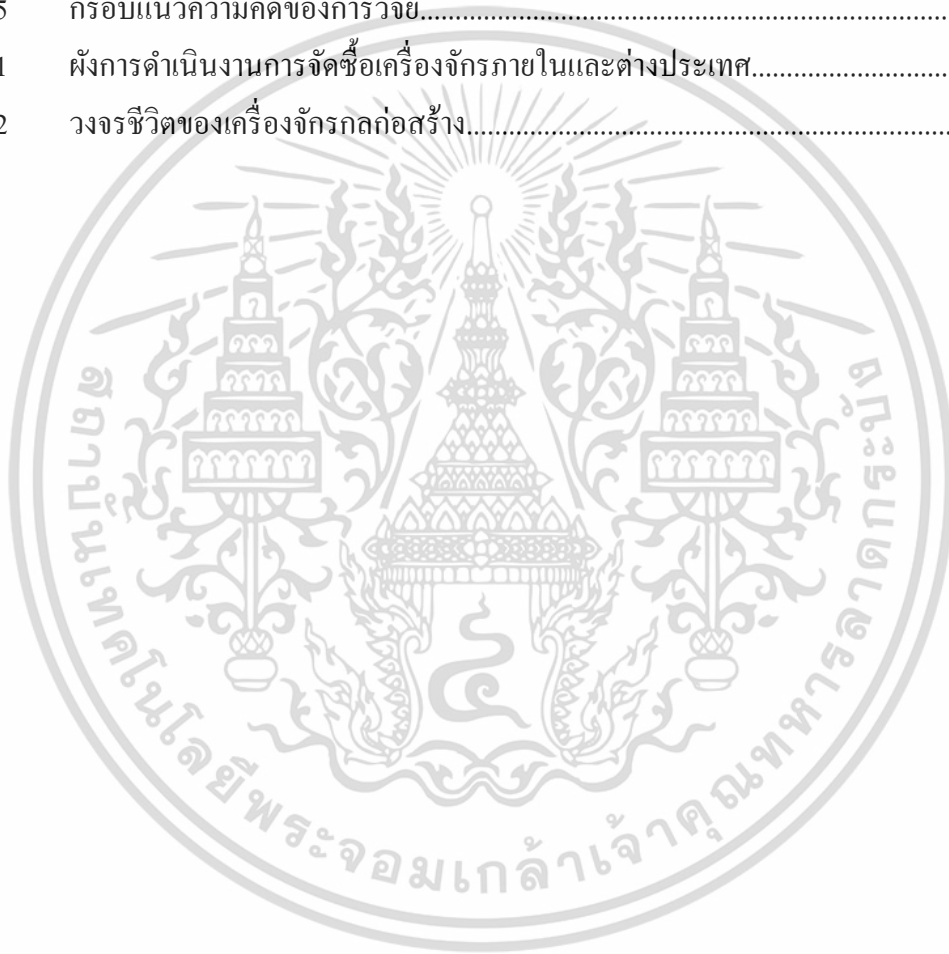 5 กรอบแนวความคิดของการวิจัย................................................................................
1 ผังการดำเนินงานการจัดซื้อเครื่องจักรภายในและต่างประเทศ.............................
2 วงจรชีวิตของเครื่องจักรกลก่อสร้าง.........................................................................
สถาบันเทคโนโลยีพระจอมเกล้าเจ้าคุณทหารลาดกระบัง
๔